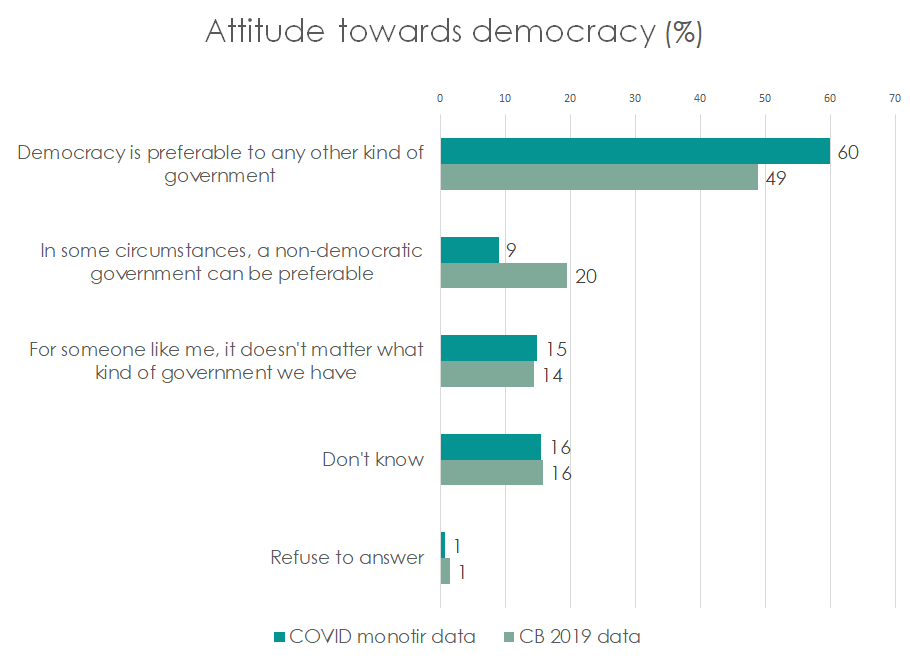 Attitude towards democracy (%)
0 10 20 30 40 50 60 70
Democracy is preferable to any other kind of
government
60
49
In some circumstances, a non-democratic
government can be preferable
9
20
For someone like me, it doesn't matter what
kind of government we have
15
14
Don't know
16
16
Refuse to answer
1
1
COVID monotir data CB 2019 data